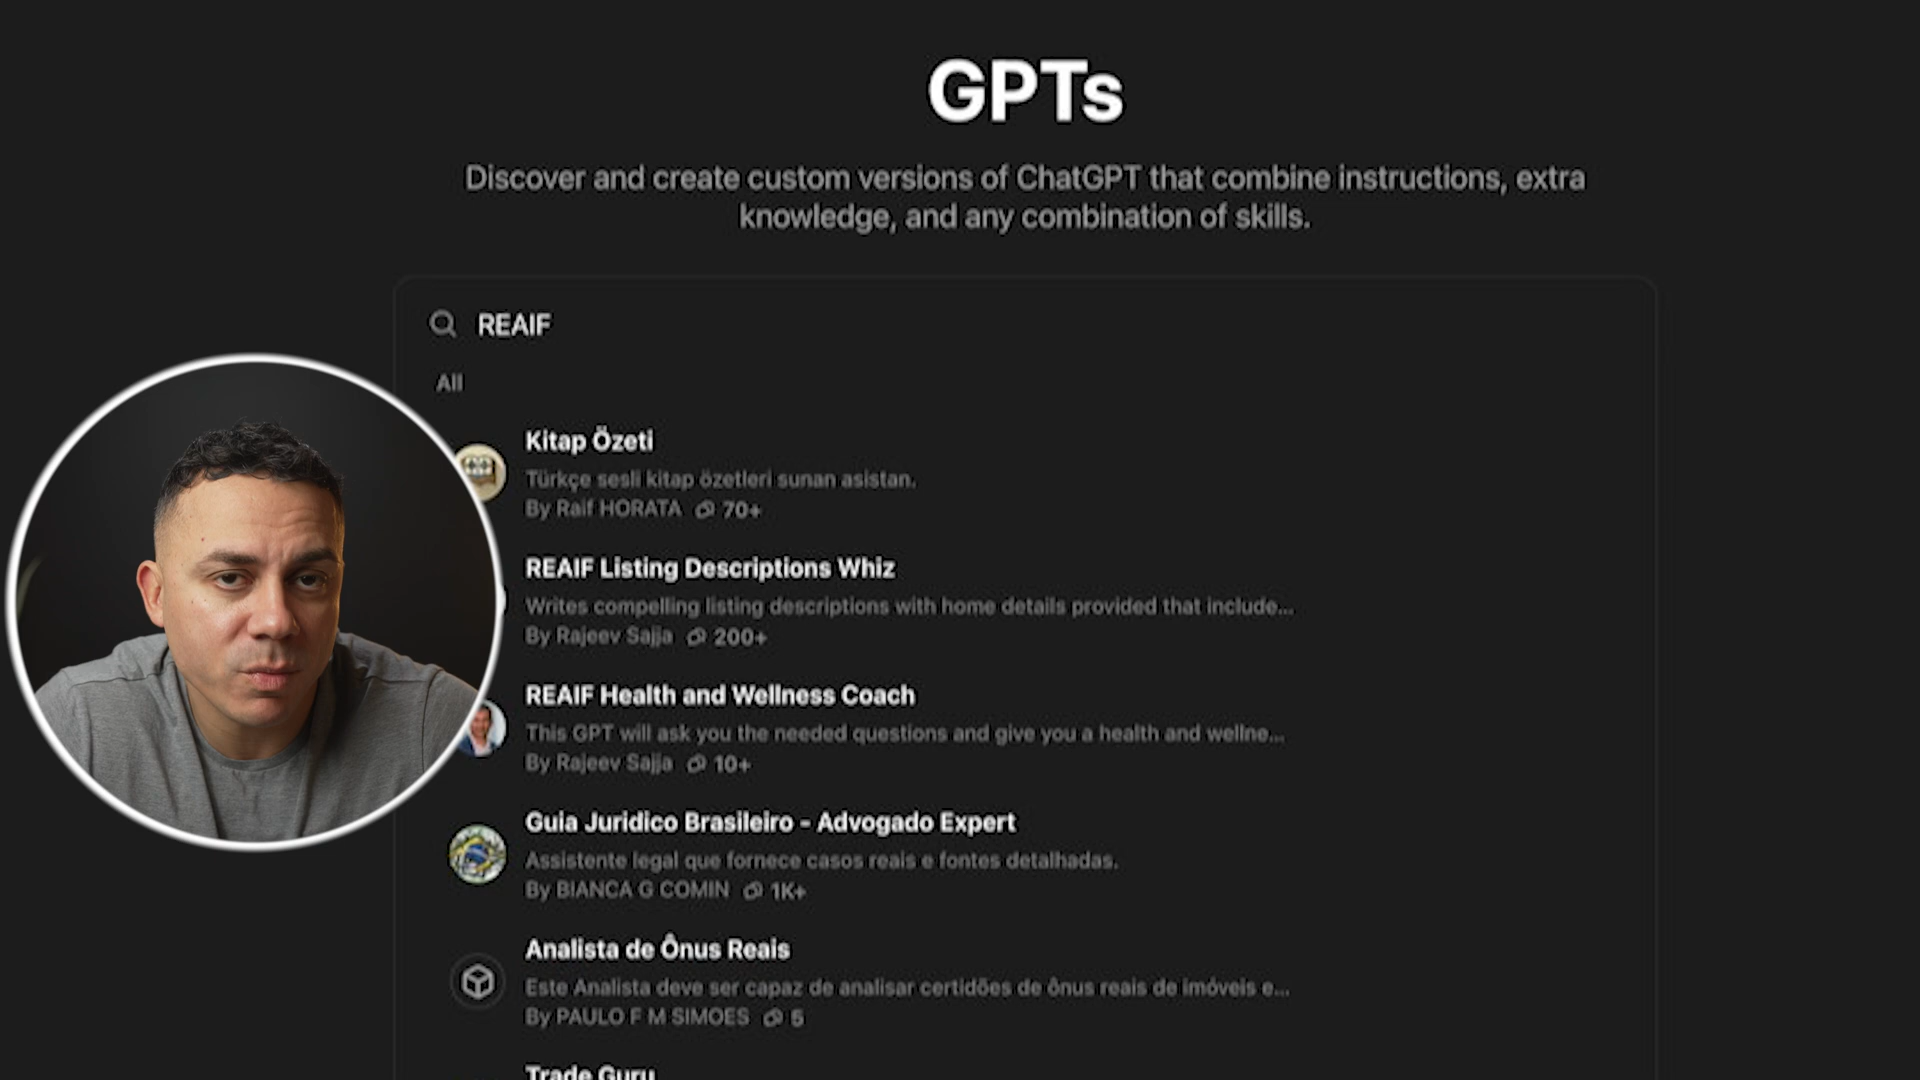 GPTs
Discover and create custom versions of ChatGPT that combine instructions, extra
knowledge, and any combination of skills.
REAIF
All
Kitap Özeti
Türkçe sesli kitap özetleri sunan asistan.
By Raif HORATA 70+
REAIF Listing Descriptions Whiz
Writes compelling listing descriptions with home details provided that include...
By Rajeev Sajja 200+
REAIF Health and Wellness Coach
This GPT will ask you the needed questions and give you a health and wellne...
By Rajeev Sajja 10+
Guia Juridico Brasileiro - Advogado Expert
Assistente legal que fornece casos reais e fontes detalhadas.
By BIANCA G COMIN 1K+
Analista de Ônus Reais
Este Analista deve ser capaz de analisar certidões de ônus reais de imóveis e...
By PAULO F M SIMOES 5
Trade Guru